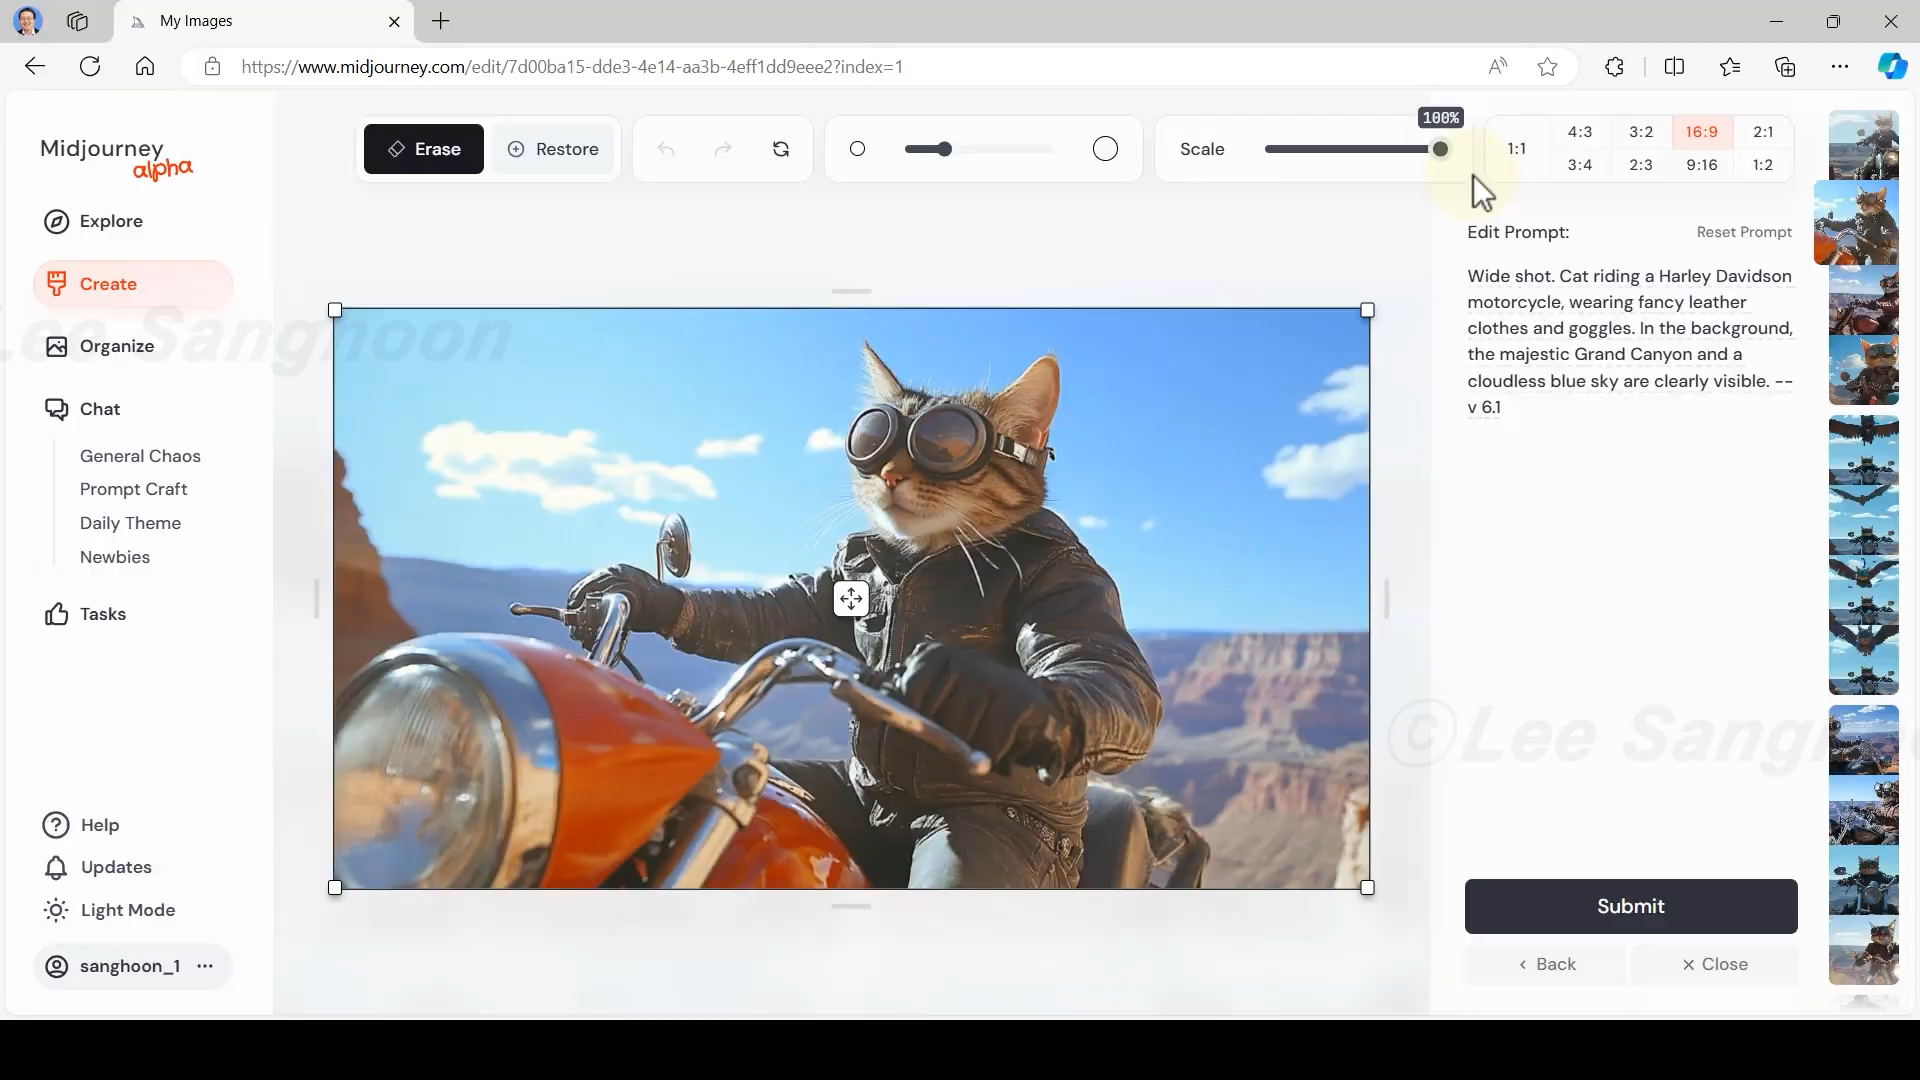 My Images
https://www.midjourney.com/edit/7d00ba15-dde3-4e14-aa3b-4eff1dd9eee2?index=1
Midjourney
alpha
Explore
Create
Organize
Chat
General Chaos
Prompt Craft
Daily Theme
Newbies
Tasks
Help
Updates
Light Mode
sanghoon_1
Erase
Restore
Scale
100%
1:1
4:3
3:2
16:9
2:1
3:4
2:3
9:16
1:2
Edit Prompt:
Reset Prompt
Wide shot. Cat riding a Harley Davidson
motorcycle, wearing fancy leather
clothes and goggles. In the background,
the majestic Grand Canyon and a
cloudless blue sky are clearly visible. --
v 6.1
Submit
Back
Close
Lee Sanghoon
©Lee Sangho